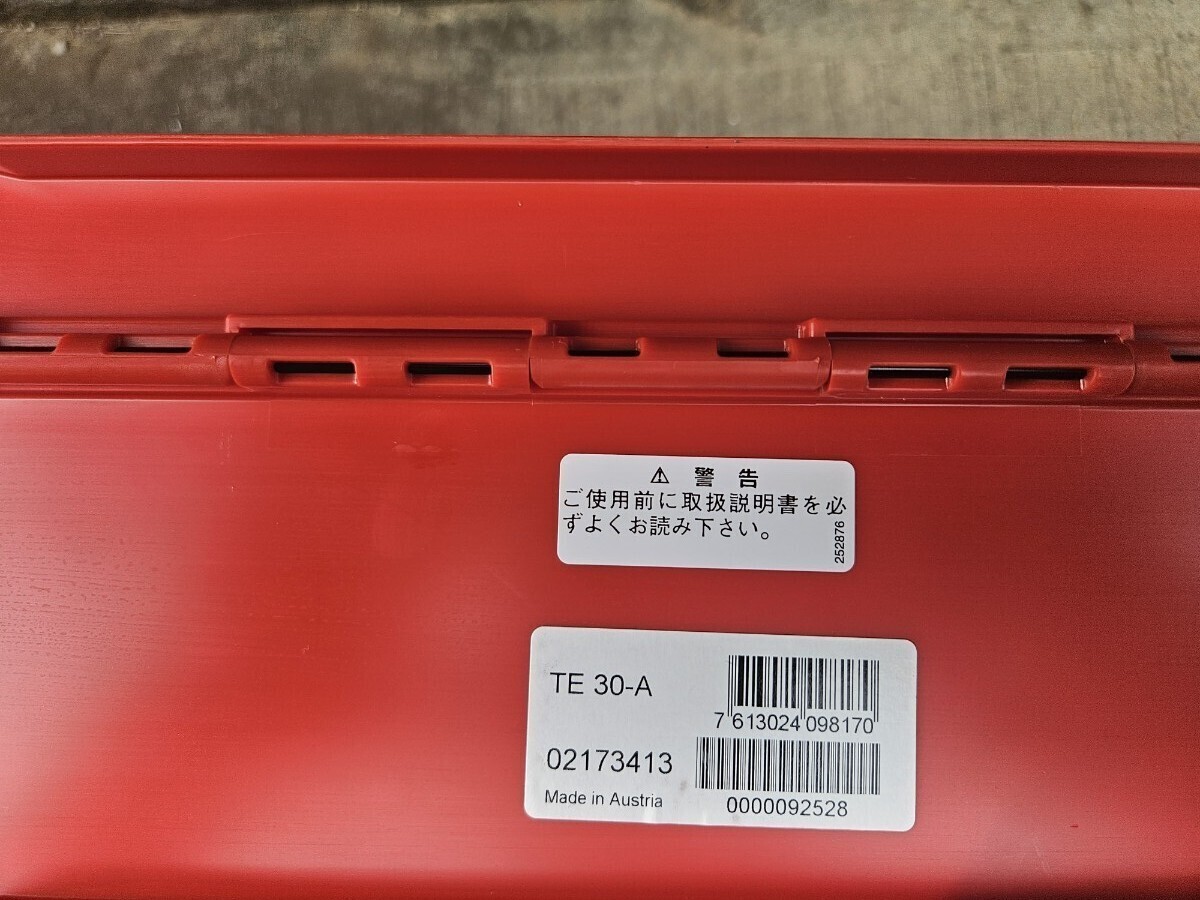 ⚠ 警 告
ご使用前に取扱説明書を必
ずよくお読み下さい。
252876
TE 30-A
7 613024 098170
02173413
Made in Austria
0000092528